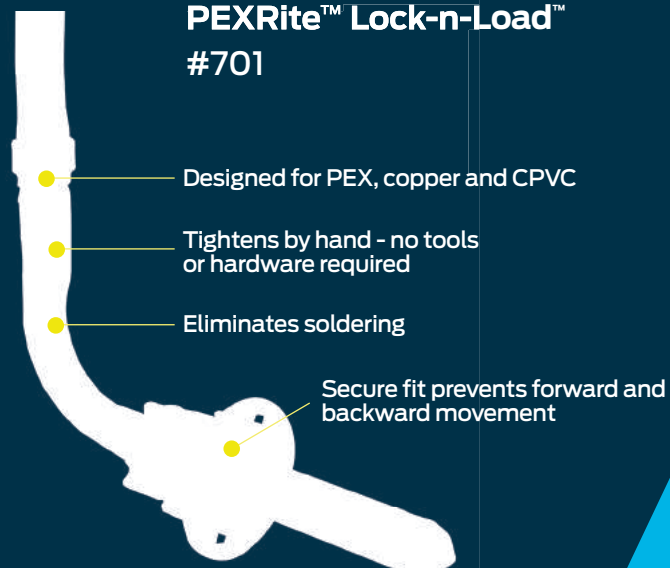 PEXRite™ Lock-n-Load™
#701
Designed for PEX, copper and CPVC
Tightens by hand - no tools
or hardware required
Eliminates soldering
Secure fit prevents forward and
backward movement